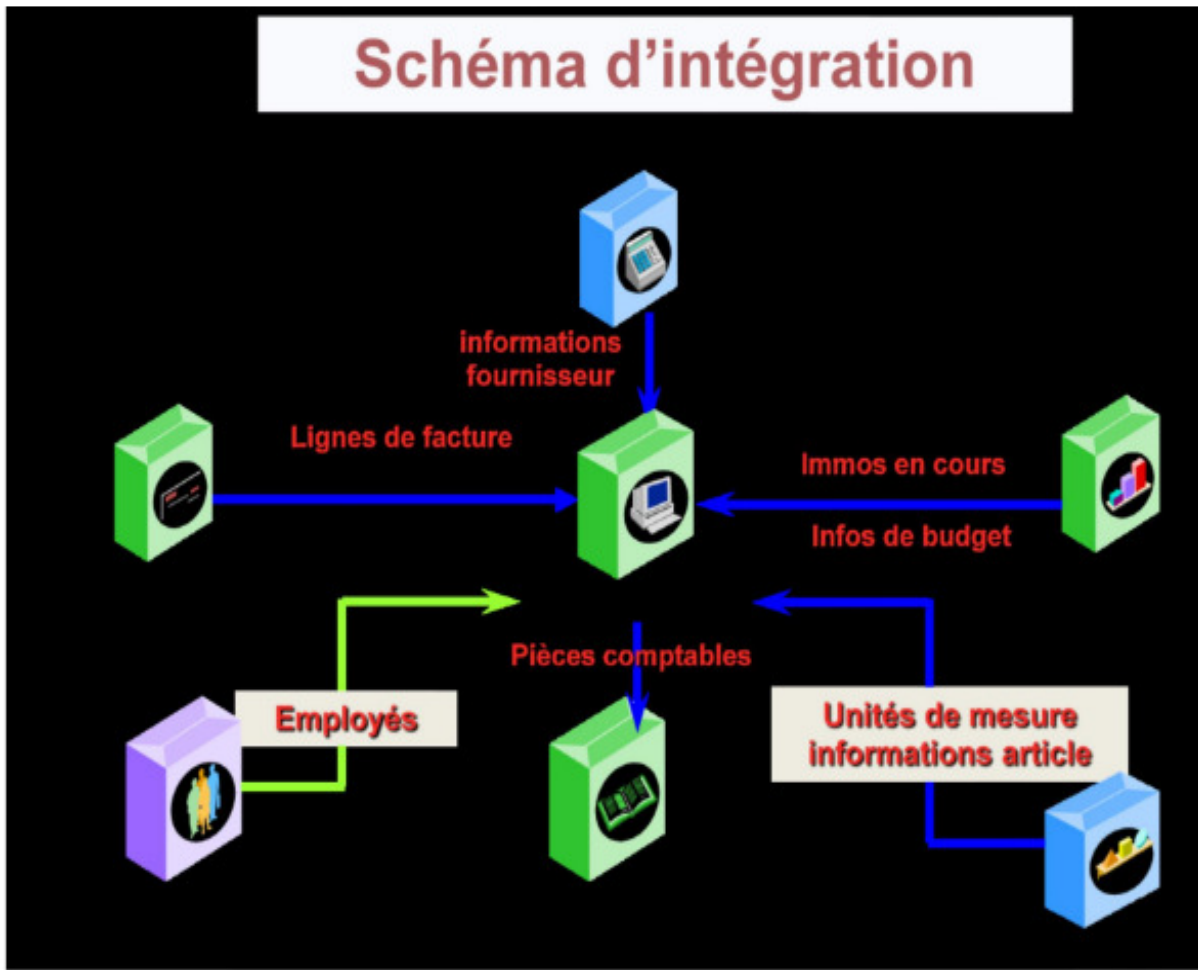 Schéma d'intégration
informations
fournisseur
Lignes de facture
Immos en cours
Infos de budget
Pièces comptables
Employés
Unités de mesure
informations article